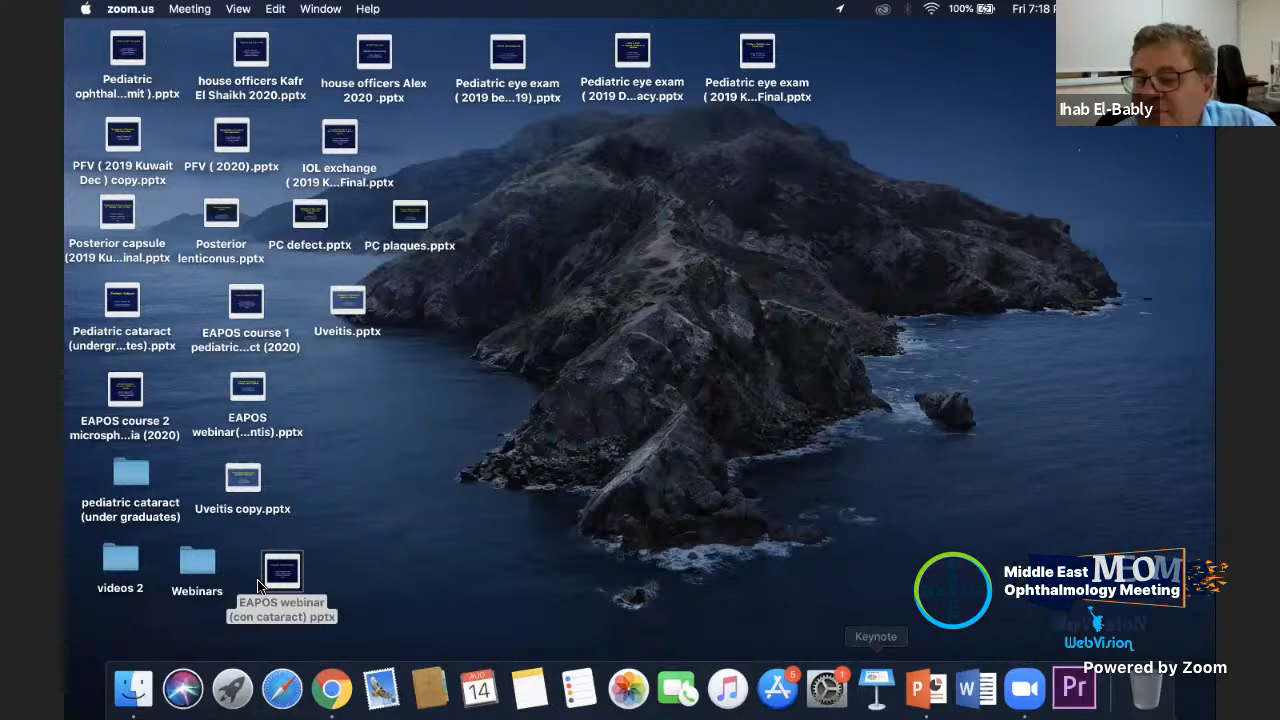 zoom.us Meeting View Edit Window Help
100% Fri 7:18 P
Ihab El-Bably
Pediatric
ophthal...mit ).pptx
house officers Kafr
El Shaikh 2020.pptx
house officers Alex
2020 .pptx
Pediatric eye exam
( 2019 be...19).pptx
Pediatric eye exam
( 2019 D...acy.pptx
Pediatric eye exam
( 2019 K...Final.pptx
PFV ( 2019 Kuwait
Dec ) copy.pptx
PFV ( 2020).pptx
IOL exchange
( 2019 K...Final.pptx
Posterior capsule
(2019 Ku...inal.pptx
Posterior
lenticonus.pptx
PC defect.pptx
PC plaques.pptx
Pediatric cataract
(undergr...tes).pptx
EAPOS course 1
pediatric...ct (2020)
Uveitis.pptx
EAPOS course 2
microsph...ia (2020)
EAPOS
webinar(...ntis).pptx
pediatric cataract
(under graduates)
Uveitis copy.pptx
videos 2
Webinars
EAPOS webinar
(con cataract) pptx
Middle East
Ophthalmology Meeting
MOM
WebVision
Keynote
Powered by Zoom
14
5
1
Pr